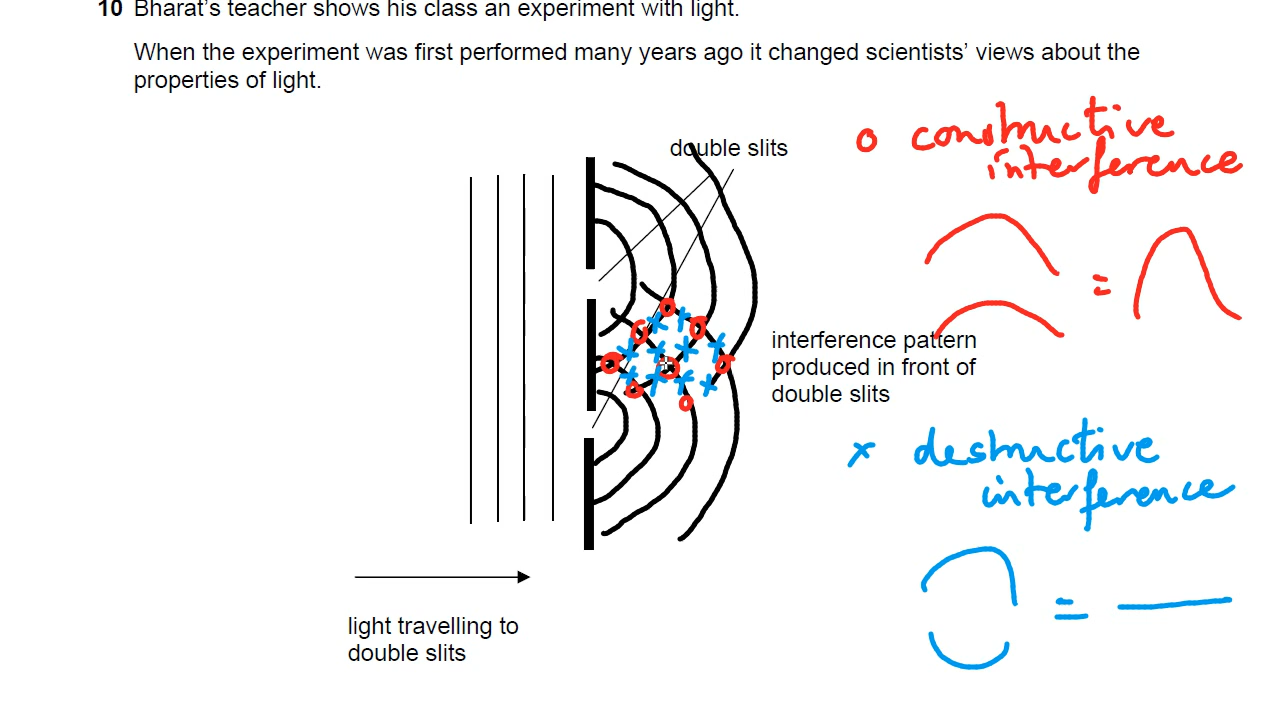 10 Bharat's teacher shows his class an experiment with light.
When the experiment was first performed many years ago it changed scientists' views about the
properties of light.
double slits
o constructive
interference
=
interference pattern
produced in front of
double slits
x destructive
interference
=
light travelling to
double slits